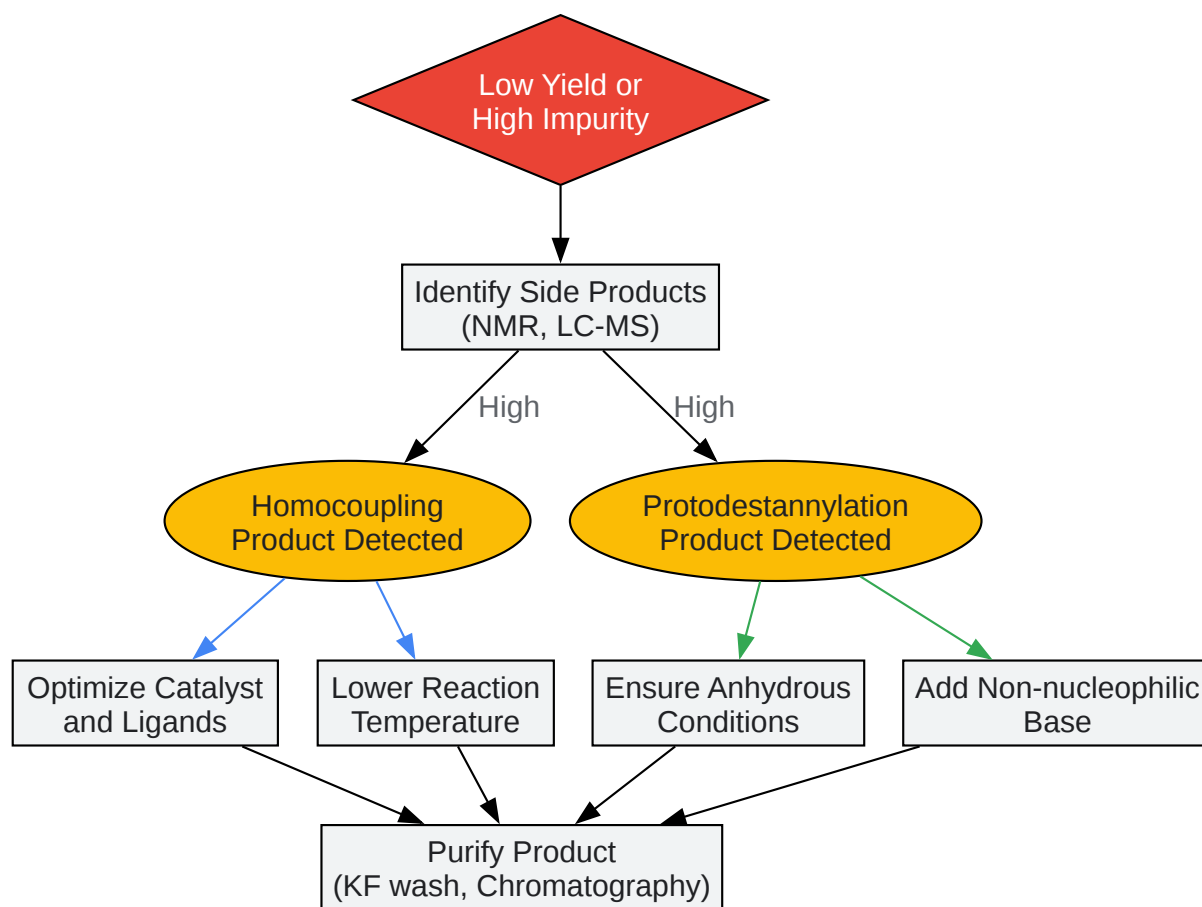 Low Yield or
High Impurity
Identify Side Products
(NMR, LC-MS)
High
High
Homocoupling
Product Detected
Protodestannylation
Product Detected
Optimize Catalyst
and Ligands
Lower Reaction
Temperature
Ensure Anhydrous
Conditions
Add Non-nucleophilic
Base
Purify Product
(KF wash, Chromatography)